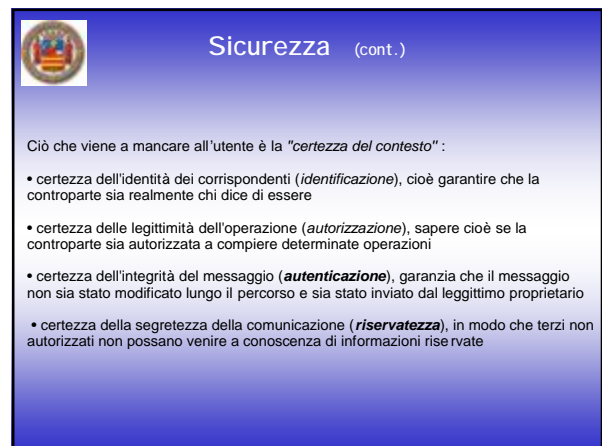 Sicurezza (cont.)
Ciò che viene a mancare all'utente è la "certezza del contesto" :
• certezza dell'identità dei corrispondenti (identificazione), cioè garantire che la
controparte sia realmente chi dice di essere
• certezza delle legittimità dell'operazione (autorizzazione), sapere cioè se la
controparte sia autorizzata a compiere determinate operazioni
• certezza dell'integrità del messaggio (autenticazione), garanzia che il messaggio
non sia stato modificato lungo il percorso e sia stato inviato dal leggittimo proprietario
• certezza della segretezza della comunicazione (riservatezza), in modo che terzi non
autorizzati non possano venire a conoscenza di informazioni riservate